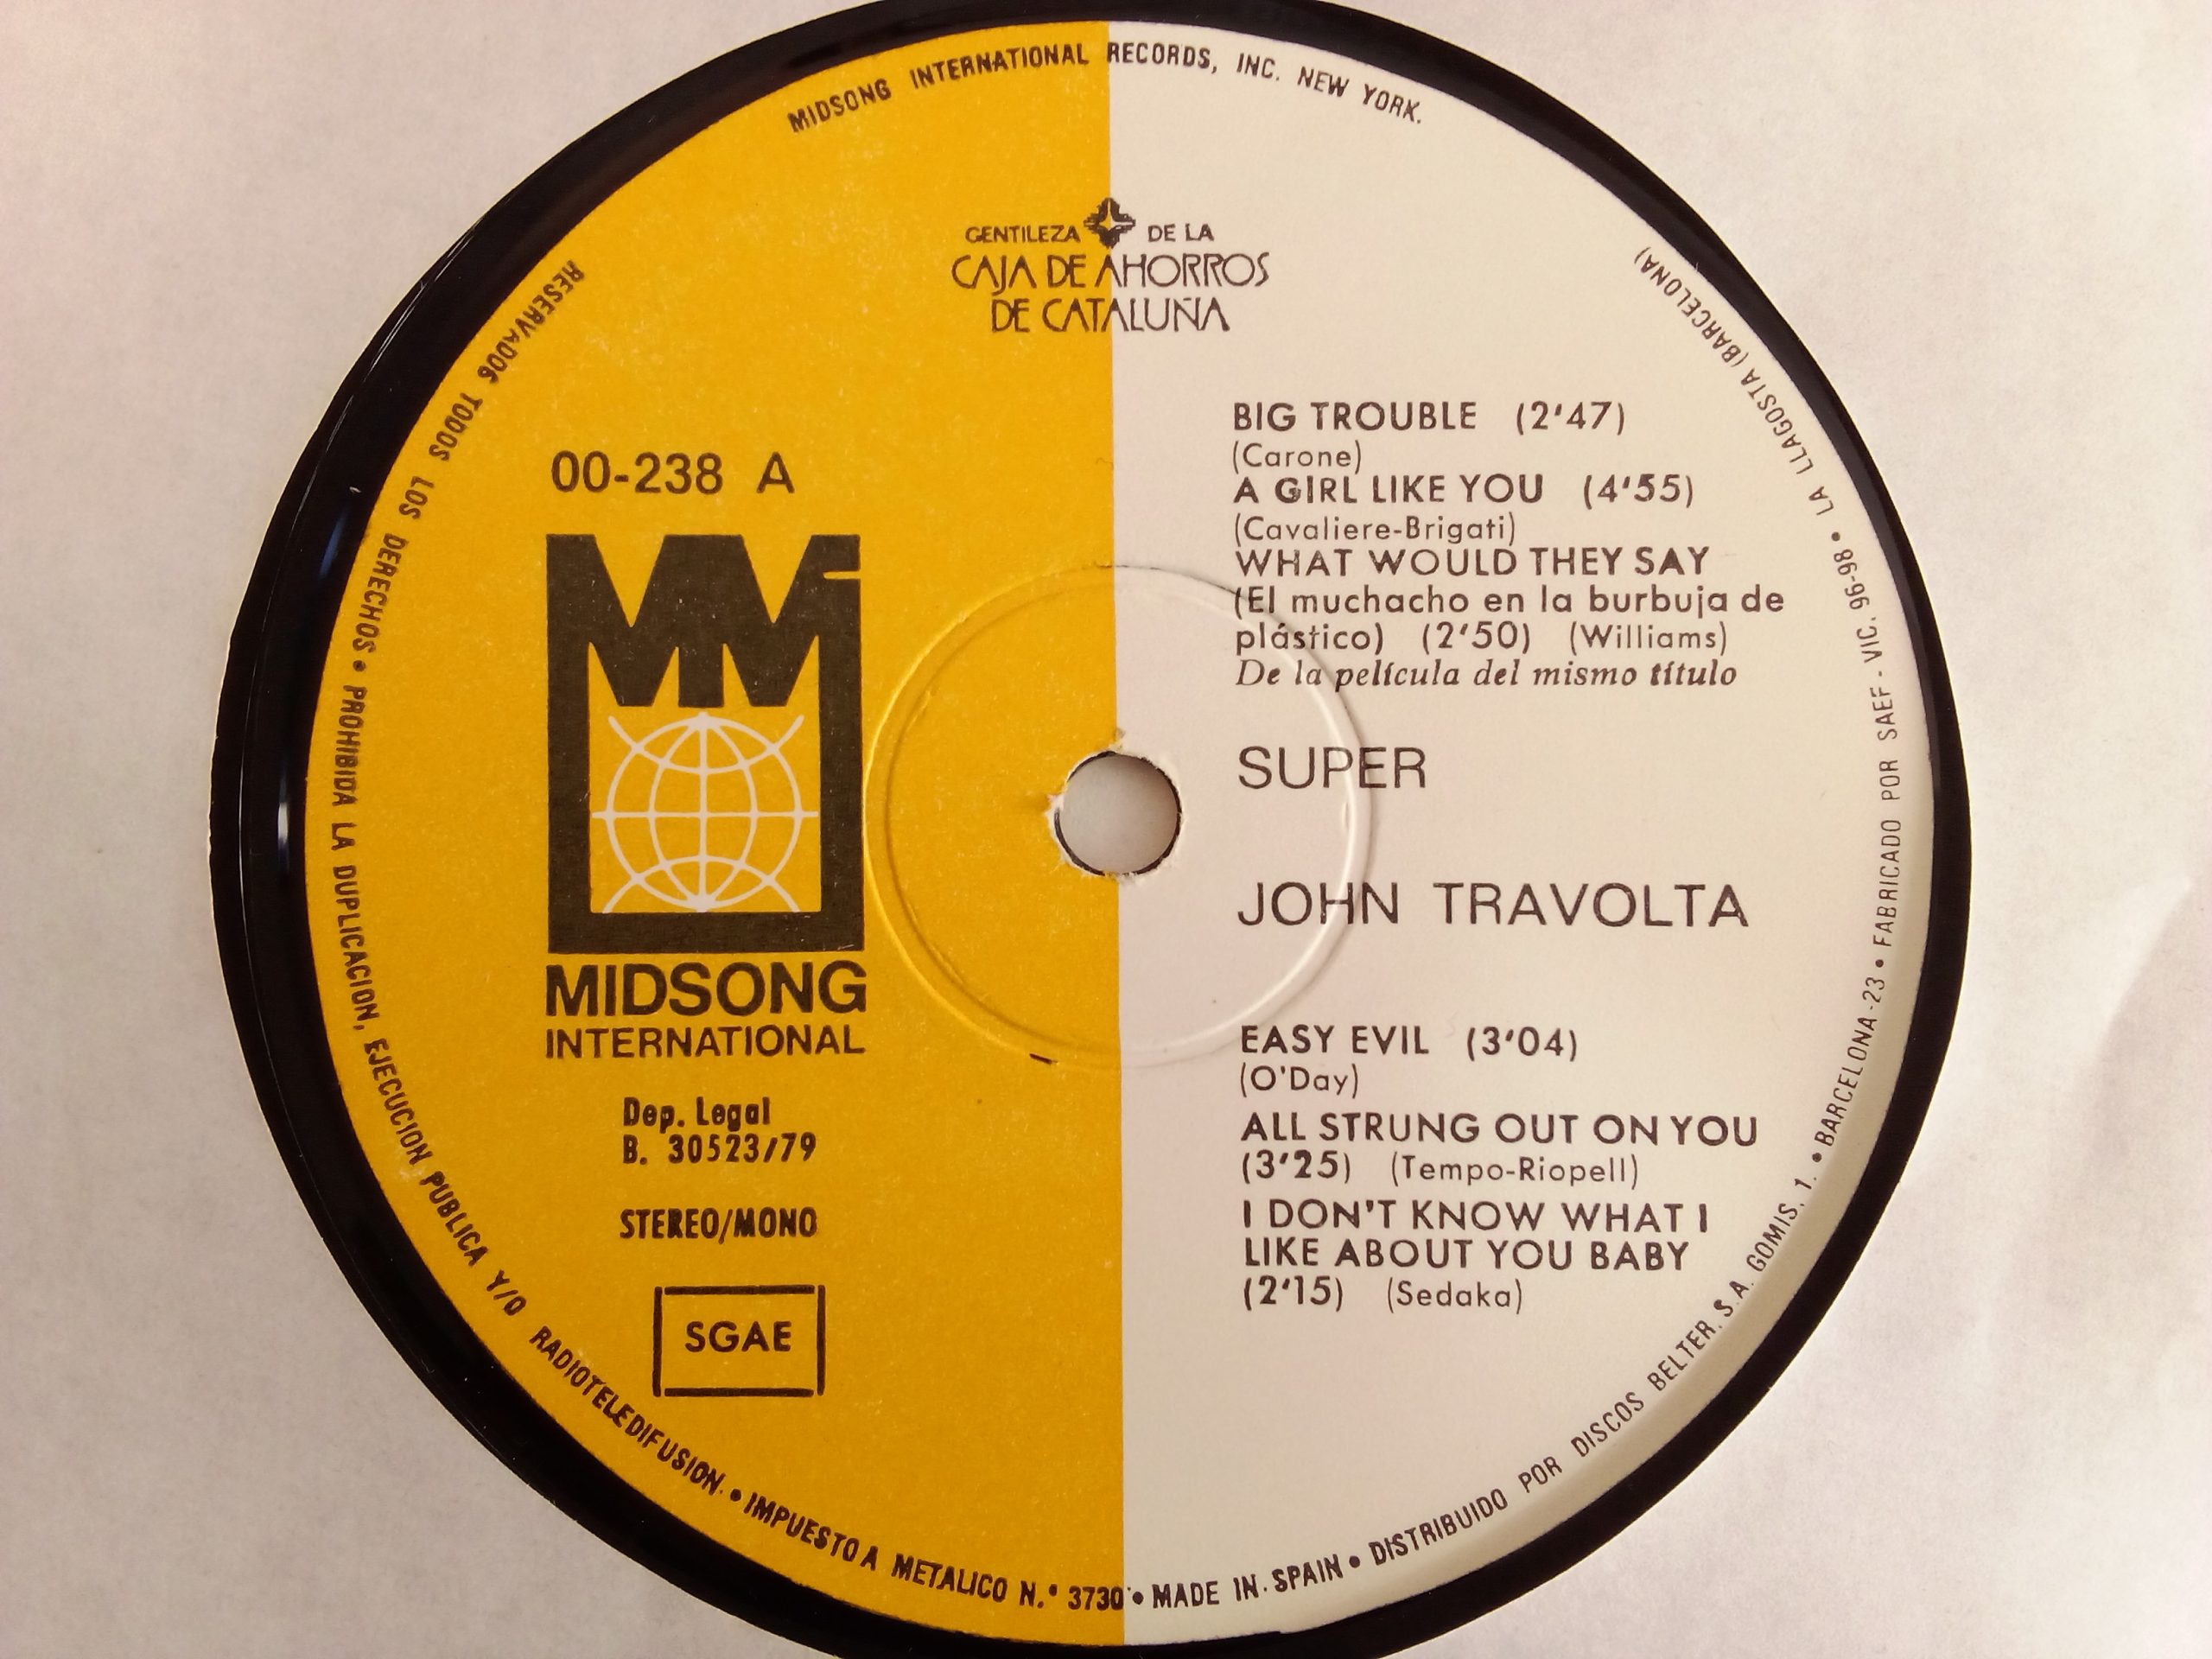 MIDSONG INTERNATIONAL RECORDS, INC. NEW YORK.
GENTILEZA DE LA
CAJA DE AHORROS
DE CATALUÑA
00-238 A
MIDSONG
INTERNATIONAL
Dep. Legal
B. 30523/79
STEREO/MONO
SGAE
BIG TROUBLE (2'47)
(Carone)
A GIRL LIKE YOU (4'55)
(Cavaliere-Brigati)
WHAT WOULD THEY SAY
(El muchacho en la burbuja de
plástico) (2'50) (Williams)
De la película del mismo título
SUPER
JOHN TRAVOLTA
EASY EVIL (3'04)
(O'Day)
ALL STRUNG OUT ON YOU
(3'25) (Tempo-Riopell)
I DON'T KNOW WHAT I
LIKE ABOUT YOU BABY
(2'15) (Sedaka)
RESERVADOS TODOS LOS DERECHOS • PROHIBIDA LA DUPLICACION, EJECUCION PUBLICA Y/O RADIOTELEDIFUSION. • IMPUESTO A METALICO N.° 3730 • MADE IN SPAIN • DISTRIBUIDO POR DISCOS BELTER, S.A. GOMIS, 1. • BARCELONA-23 • FABRICADO POR SAEF - VIC. 96-98 • LA LLAGOSTA (BARCELONA)